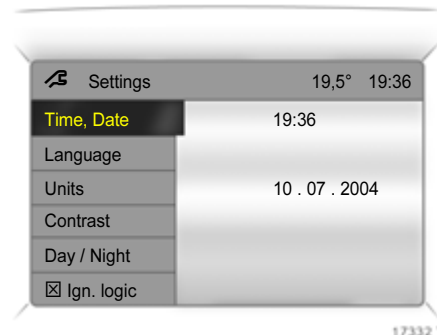 Settings 19,5° 19:36
Time, Date 19:36
Language
Units 10 . 07 . 2004
Contrast
Day / Night
☒ Ign. logic
17332